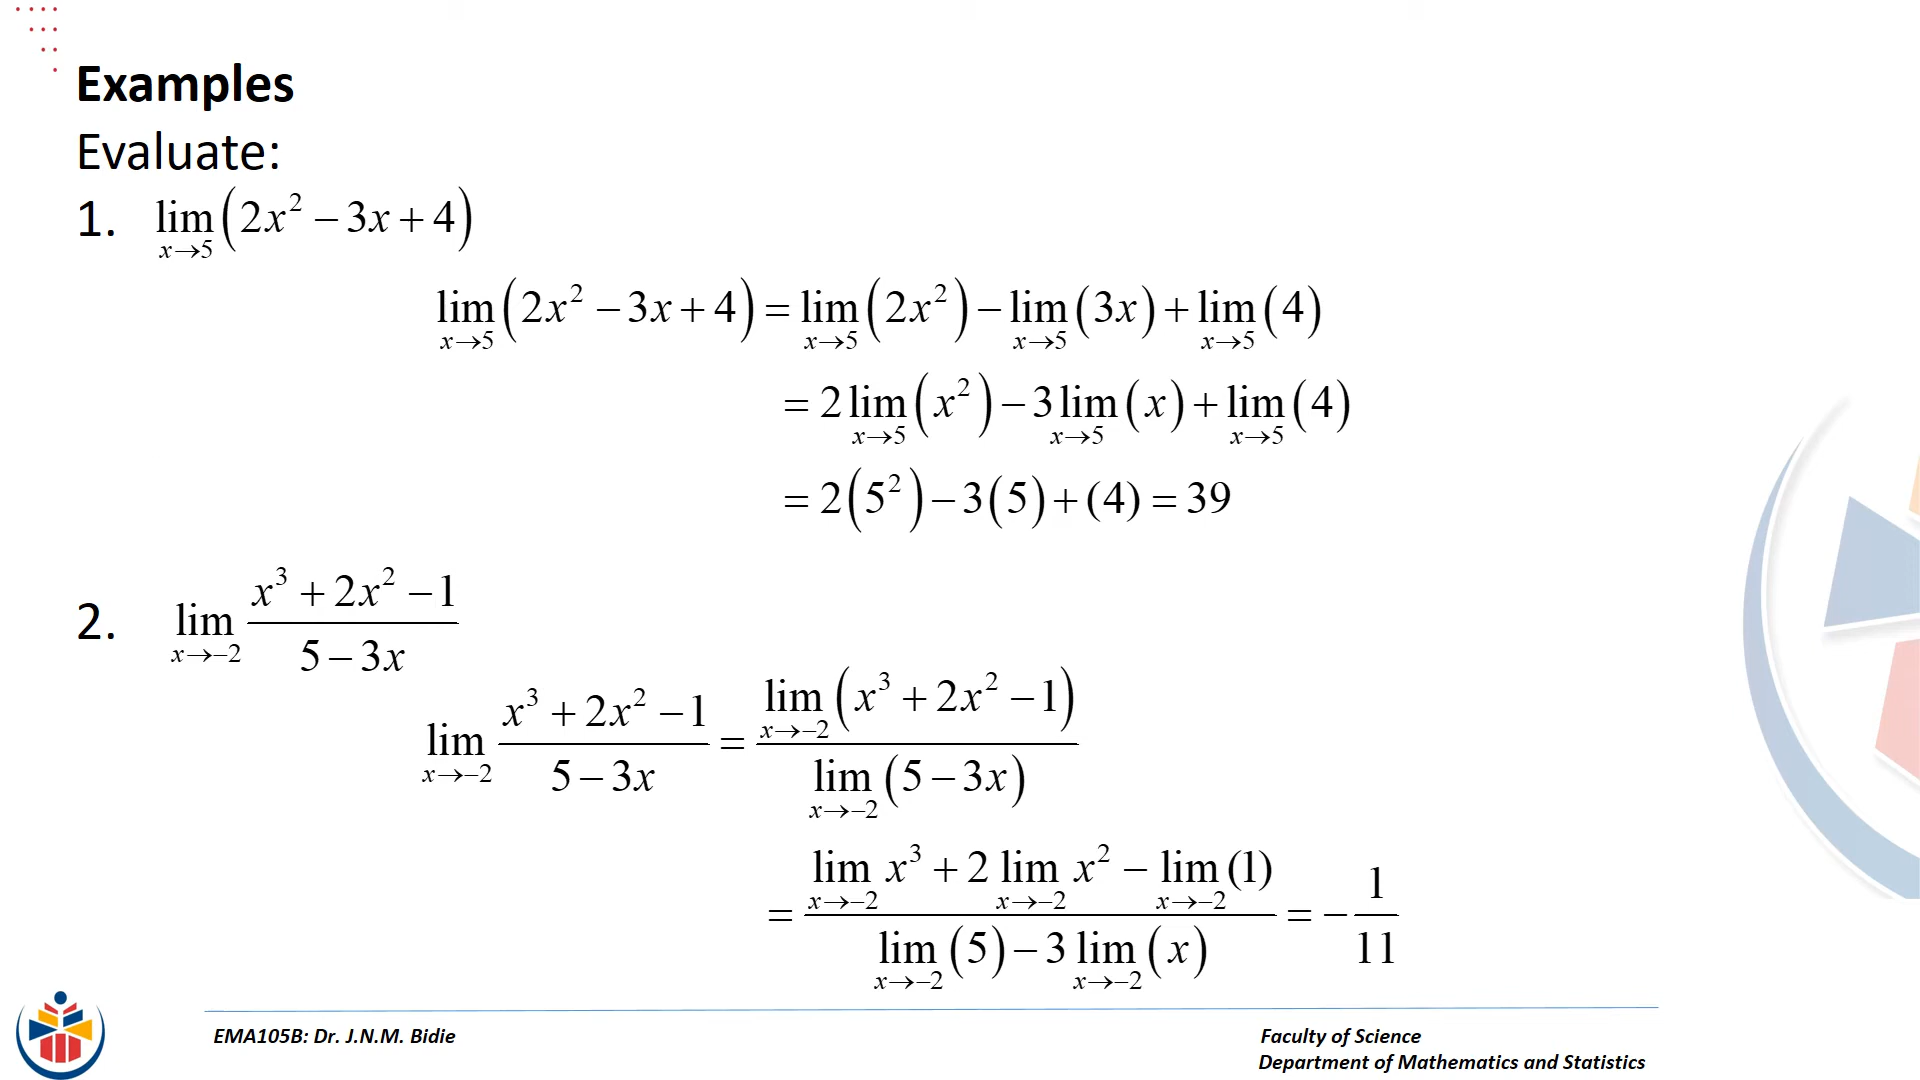 Examples
Evaluate:
1. lim_{x→5} (2x² − 3x + 4)
lim_{x→5} (2x² − 3x + 4) = lim_{x→5} (2x²) − lim_{x→5} (3x) + lim_{x→5} (4)
= 2 lim_{x→5} (x²) − 3 lim_{x→5} (x) + lim_{x→5} (4)
= 2(5²) − 3(5) + (4) = 39
2. lim_{x→−2} (x³ + 2x² − 1)/(5 − 3x)
lim_{x→−2} (x³ + 2x² − 1)/(5 − 3x) = lim_{x→−2} (x³ + 2x² − 1) / lim_{x→−2} (5 − 3x)
= (lim_{x→−2} x³ + 2 lim_{x→−2} x² − lim_{x→−2} (1)) / (lim_{x→−2} (5) − 3 lim_{x→−2} (x)) = −1/11
EMA105B: Dr. J.N.M. Bidie
Faculty of Science
Department of Mathematics and Statistics